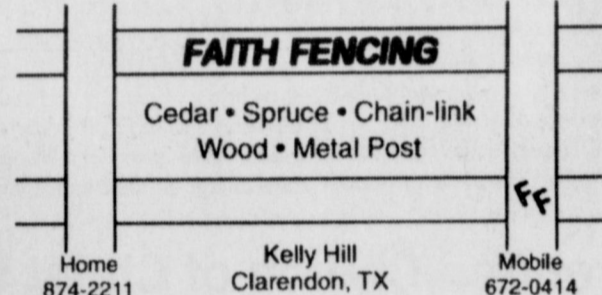 FAITH FENCING
Cedar • Spruce • Chain-link
Wood • Metal Post
FF
Kelly Hill
Clarendon, TX
Home
874-2211
Mobile
672-0414